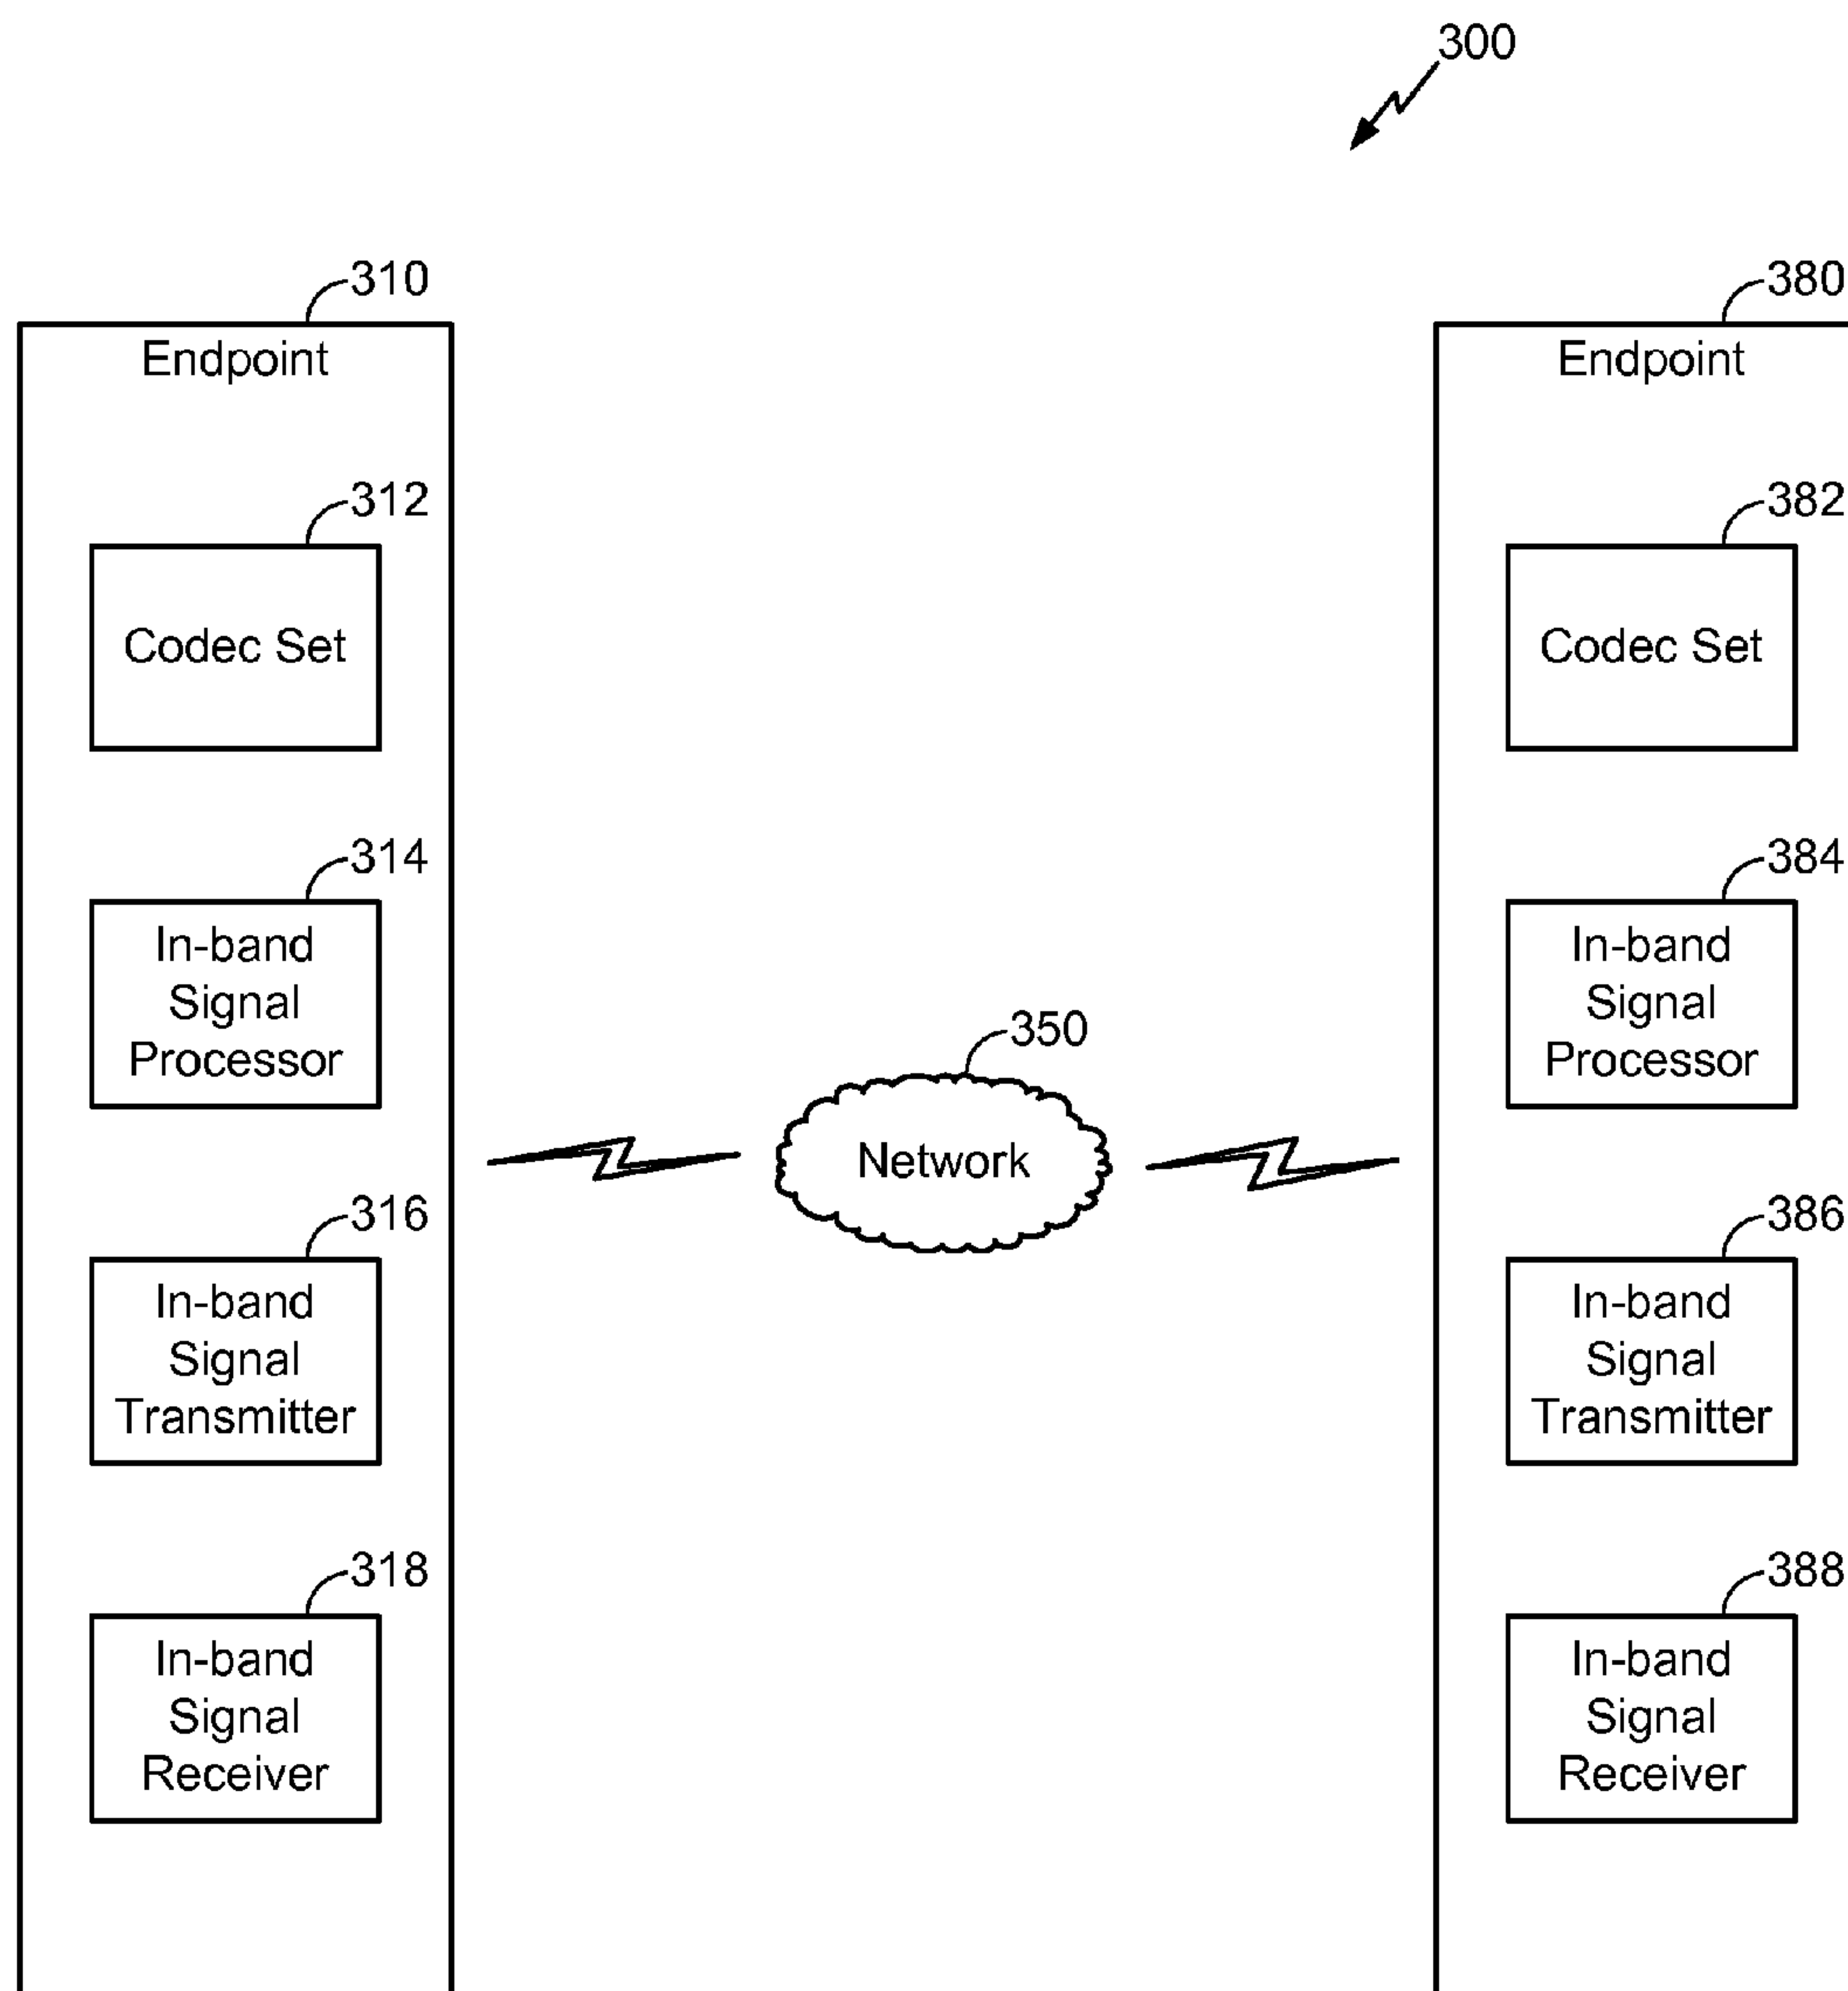 300
310
Endpoint
312
Codec Set
314
In-band
Signal
Processor
316
In-band
Signal
Transmitter
318
In-band
Signal
Receiver
350
Network
380
Endpoint
382
Codec Set
384
In-band
Signal
Processor
386
In-band
Signal
Transmitter
388
In-band
Signal
Receiver